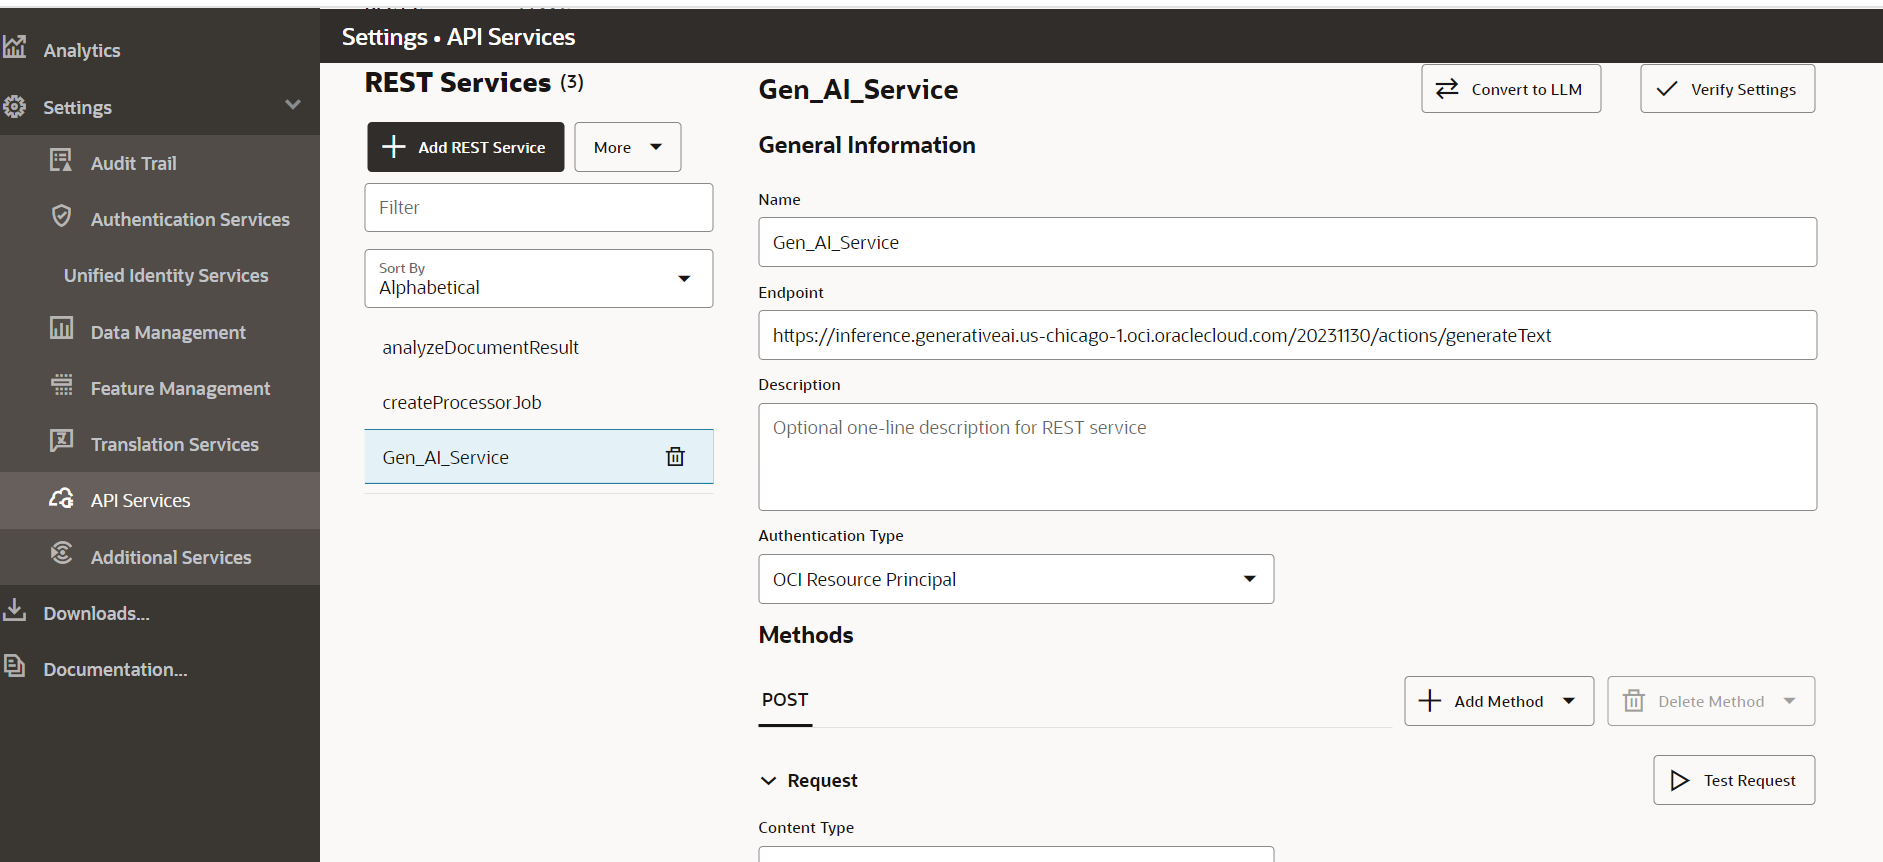 Analytics
Settings
Audit Trail
Authentication Services
Unified Identity Services
Data Management
Feature Management
Translation Services
API Services
Additional Services
Downloads...
Documentation...
Settings • API Services
REST Services (3)
Add REST Service
More
Filter
Sort By
Alphabetical
analyzeDocumentResult
createProcessorJob
Gen_AI_Service
Gen_AI_Service
Convert to LLM
Verify Settings
General Information
Name
Gen_AI_Service
Endpoint
https://inference.generativeai.us-chicago-1.oci.oraclecloud.com/20231130/actions/generateText
Description
Optional one-line description for REST service
Authentication Type
OCI Resource Principal
Methods
POST
Add Method
Delete Method
Request
Test Request
Content Type